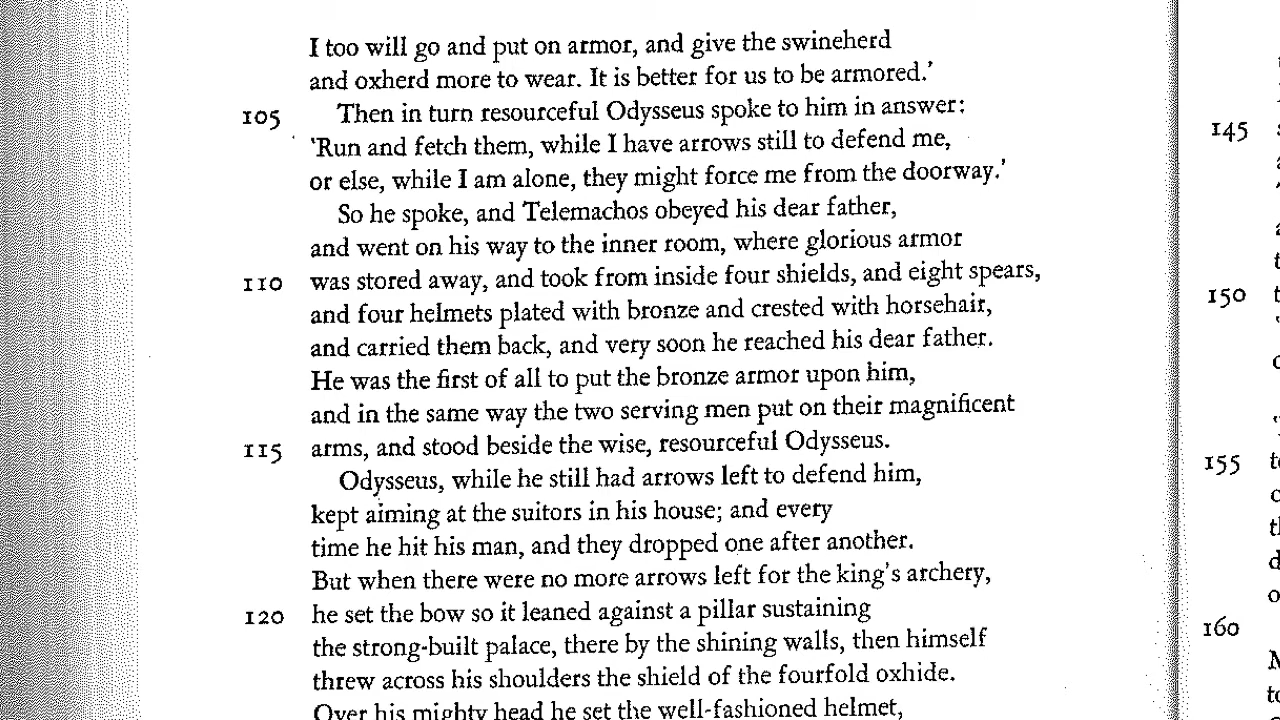 I too will go and put on armor, and give the swineherd
and oxherd more to wear. It is better for us to be armored.'
105 Then in turn resourceful Odysseus spoke to him in answer:
'Run and fetch them, while I have arrows still to defend me,
or else, while I am alone, they might force me from the doorway.'
So he spoke, and Telemachos obeyed his dear father,
and went on his way to the inner room, where glorious armor
110 was stored away, and took from inside four shields, and eight spears,
and four helmets plated with bronze and crested with horsehair,
and carried them back, and very soon he reached his dear father.
He was the first of all to put the bronze armor upon him,
and in the same way the two serving men put on their magnificent
115 arms, and stood beside the wise, resourceful Odysseus.
Odysseus, while he still had arrows left to defend him,
kept aiming at the suitors in his house; and every
time he hit his man, and they dropped one after another.
But when there were no more arrows left for the king's archery,
120 he set the bow so it leaned against a pillar sustaining
the strong-built palace, there by the shining walls, then himself
threw across his shoulders the shield of the fourfold oxhide.
Over his mighty head he set the well-fashioned helmet,
145
150
155
160